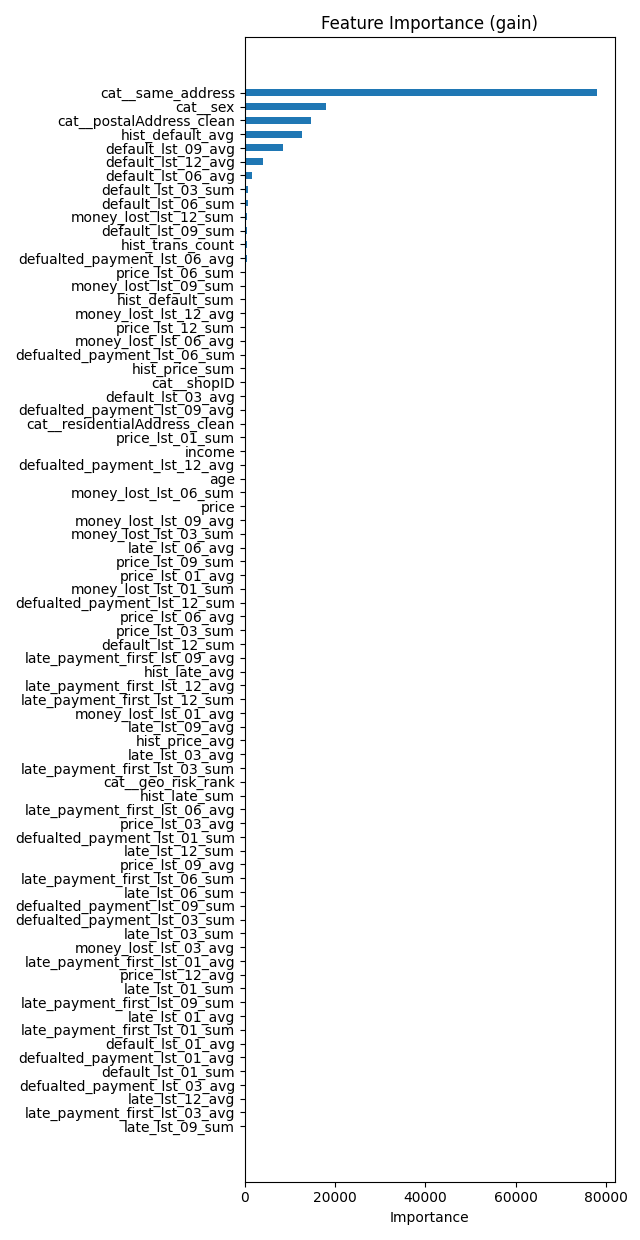 Feature Importance (gain)
cat__same_address
cat__sex
cat__postalAddress_clean
hist_default_avg
default_lst_09_avg
default_lst_12_avg
default_lst_06_avg
default_lst_03_sum
default_lst_06_sum
money_lost_lst_12_sum
default_lst_09_sum
hist_trans_count
defualted_payment_lst_06_avg
price_lst_06_sum
money_lost_lst_09_sum
hist_default_sum
money_lost_lst_12_avg
price_lst_12_sum
money_lost_lst_06_avg
defualted_payment_lst_06_sum
hist_price_sum
cat__shopID
default_lst_03_avg
defualted_payment_lst_09_avg
cat__residentialAddress_clean
price_lst_01_sum
income
defualted_payment_lst_12_avg
age
money_lost_lst_06_sum
price
money_lost_lst_09_avg
money_lost_lst_03_sum
late_lst_06_avg
price_lst_09_sum
price_lst_01_avg
money_lost_lst_01_sum
defualted_payment_lst_12_sum
price_lst_06_avg
price_lst_03_sum
default_lst_12_sum
late_payment_first_lst_09_avg
hist_late_avg
late_payment_first_lst_12_avg
late_payment_first_lst_12_sum
money_lost_lst_01_avg
late_lst_09_avg
hist_price_avg
late_lst_03_avg
late_payment_first_lst_03_sum
cat__geo_risk_rank
hist_late_sum
late_payment_first_lst_06_avg
price_lst_03_avg
defualted_payment_lst_01_sum
late_lst_12_sum
price_lst_09_avg
late_payment_first_lst_06_sum
late_lst_06_sum
defualted_payment_lst_09_sum
defualted_payment_lst_03_sum
late_lst_03_sum
money_lost_lst_03_avg
late_payment_first_lst_01_avg
price_lst_12_avg
late_lst_01_sum
late_payment_first_lst_09_sum
late_lst_01_avg
late_payment_first_lst_01_sum
default_lst_01_avg
defualted_payment_lst_01_avg
default_lst_01_sum
defualted_payment_lst_03_avg
late_lst_12_avg
late_payment_first_lst_03_avg
late_lst_09_sum
0 20000 40000 60000 80000
Importance